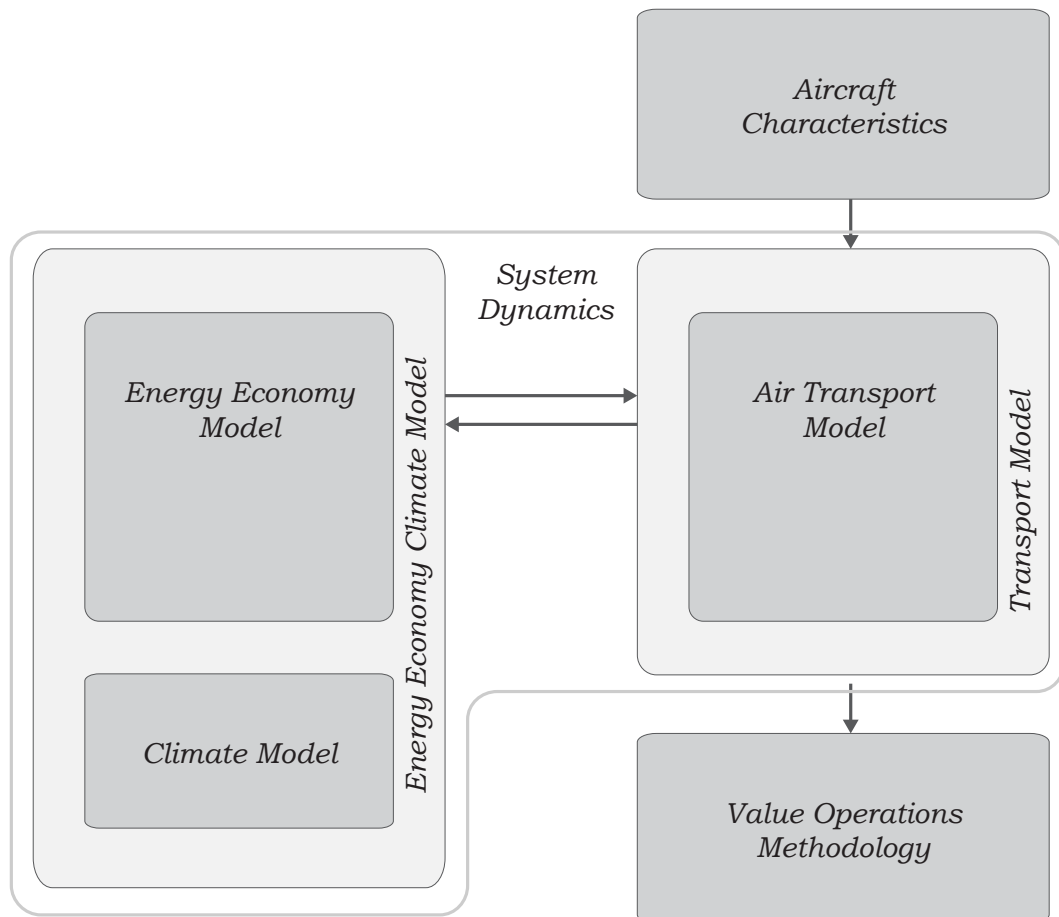 Aircraft
Characteristics
System
Dynamics
Energy Economy
Model
Energy Economy Climate Model
Air Transport
Model
Transport Model
Climate Model
Value Operations
Methodology